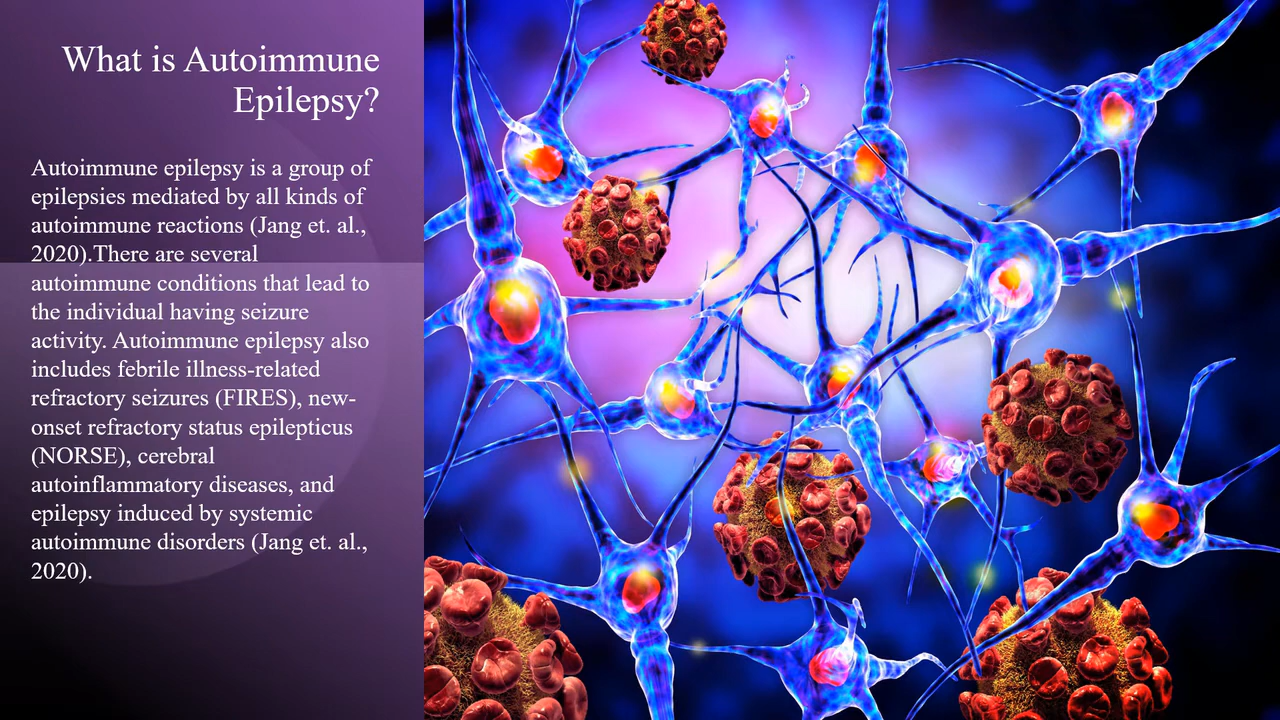 What is Autoimmune
Epilepsy?
Autoimmune epilepsy is a group of
epilepsies mediated by all kinds of
autoimmune reactions (Jang et. al.,
2020).There are several
autoimmune conditions that lead to
the individual having seizure
activity. Autoimmune epilepsy also
includes febrile illness-related
refractory seizures (FIRES), new-
onset refractory status epilepticus
(NORSE), cerebral
autoinflammatory diseases, and
epilepsy induced by systemic
autoimmune disorders (Jang et. al.,
2020).